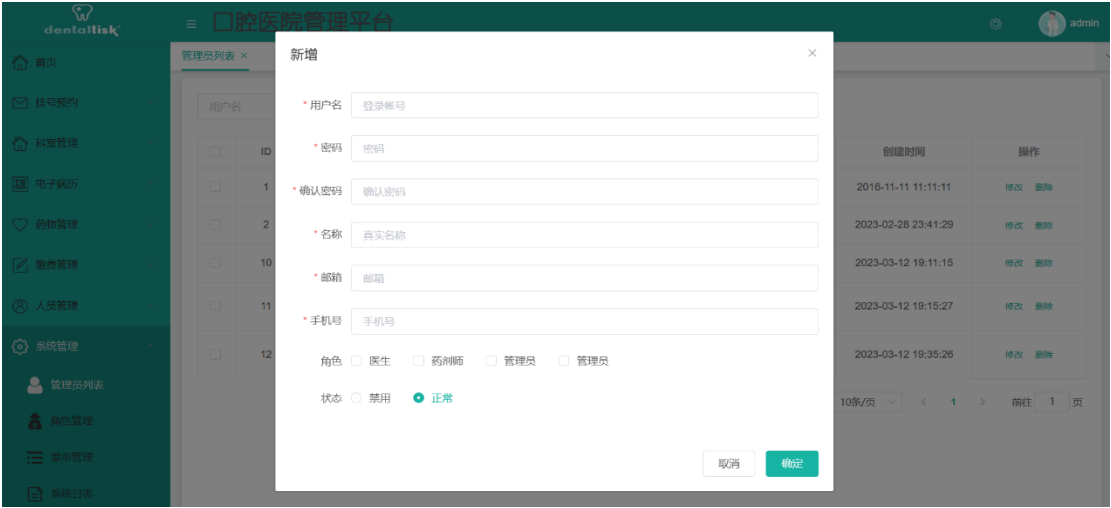 dentaltisk
口腔医院管理平台
admin
首页
挂号预约
科室管理
电子病历
药物管理
缴费管理
人员管理
系统管理
管理员列表
角色管理
菜单管理
系统日志
管理员列表 ×
用户名
ID 创建时间 操作
1 2016-11-11 11:11:11 修改 删除
2 2023-02-28 23:41:29 修改 删除
10 2023-03-12 19:11:15 修改 删除
11 2023-03-12 19:15:27 修改 删除
12 2023-03-12 19:35:26 修改 删除
10条/页 < 1 > 前往 1 页
新增 ×
* 用户名 登录帐号
* 密码 密码
* 确认密码 确认密码
* 名称 真实名称
* 邮箱 邮箱
* 手机号 手机号
角色 医生 药剂师 管理员 管理员
状态 禁用 正常
取消 确定